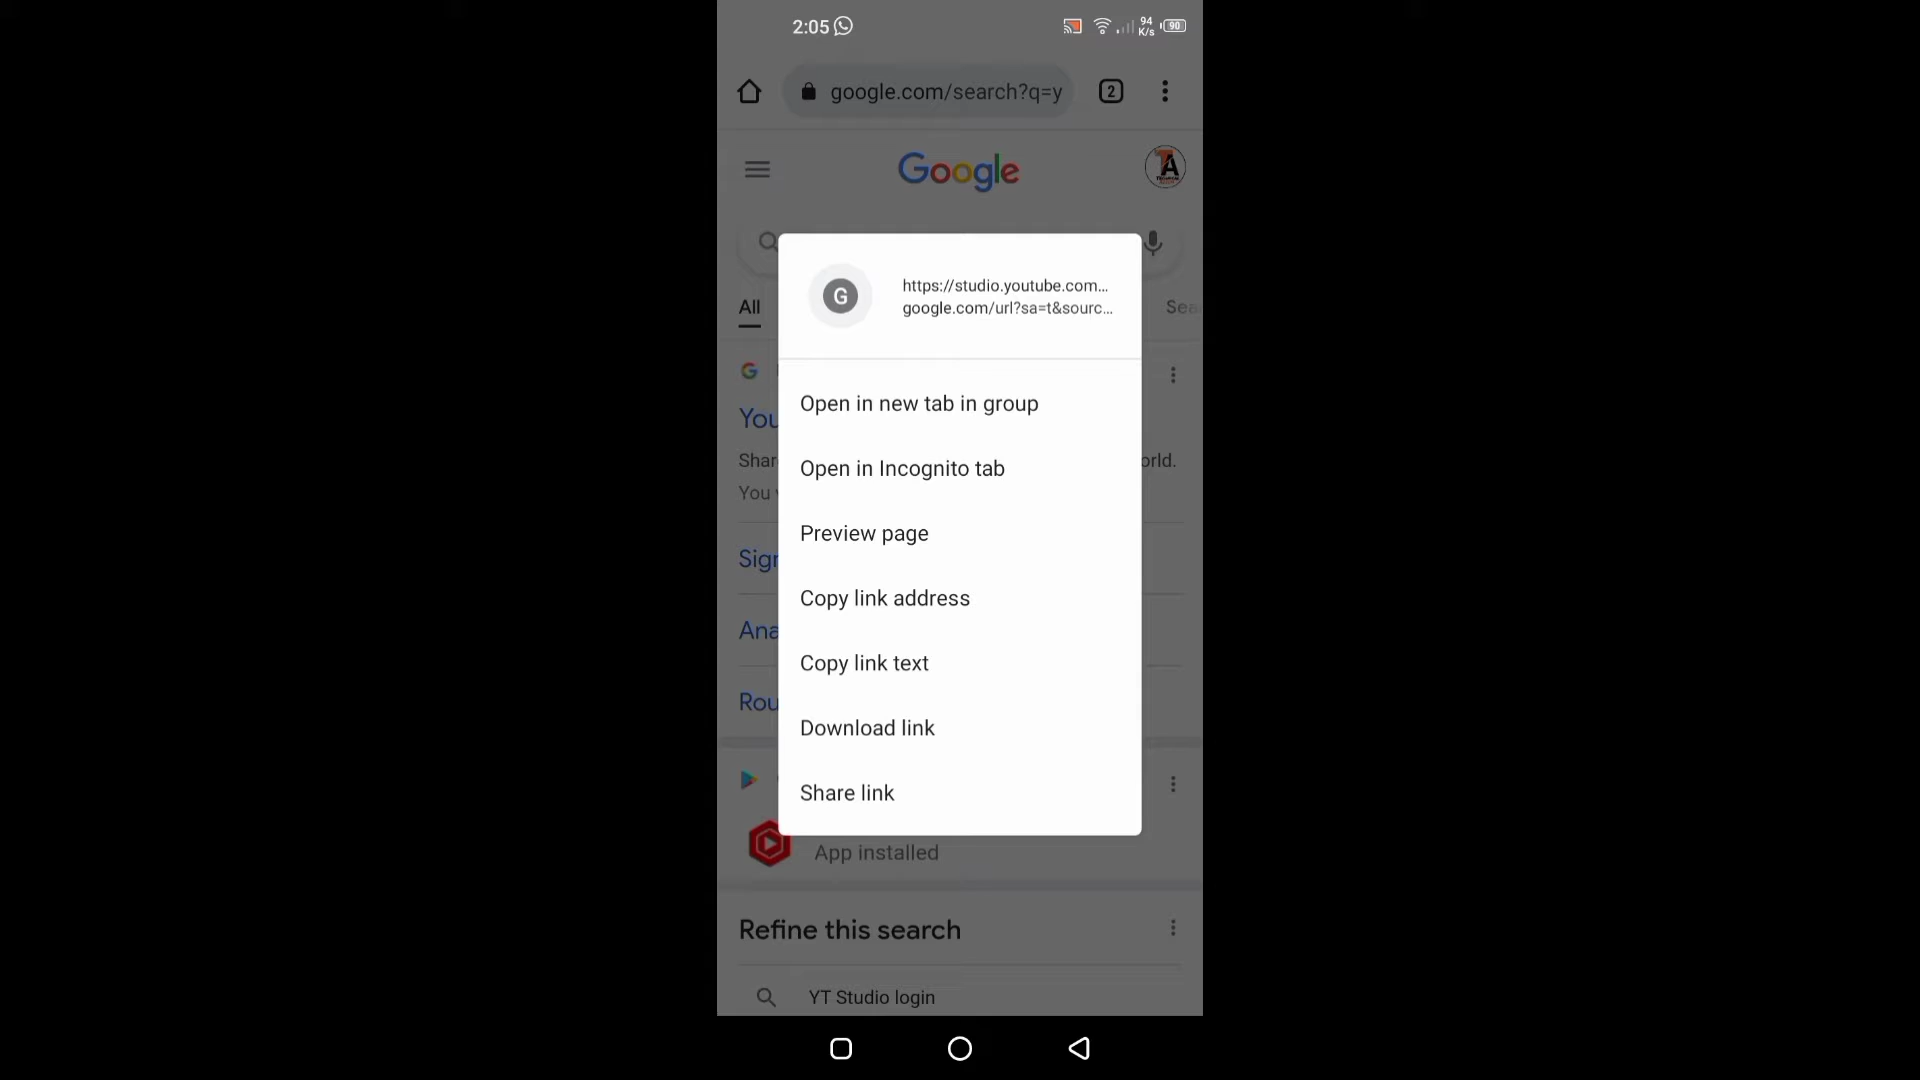 2:05
94
K/s
90
google.com/search?q=y
2
Google
https://studio.youtube.com...
google.com/url?sa=t&sourc...
All
Sea
Open in new tab in group
You
Open in Incognito tab
Shar
orld.
You
Preview page
Sign
Copy link address
Ana
Copy link text
Rou
Download link
Share link
App installed
Refine this search
YT Studio login